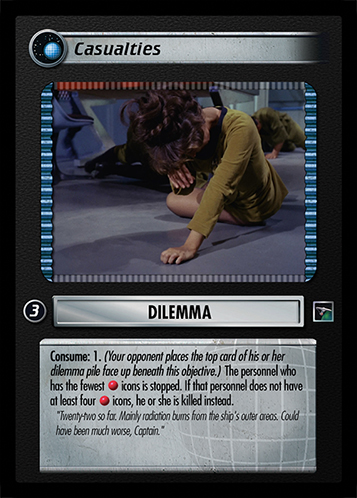 Casualties
3
DILEMMA
Consume: 1. (Your opponent places the top card of his or her
dilemma pile face up beneath this objective.) The personnel who
has the fewest icons is stopped. If that personnel does not have
at least four icons, he or she is killed instead.
"Twenty-two so far. Mainly radiation burns from the ship's outer areas. Could
have been much worse, Captain."